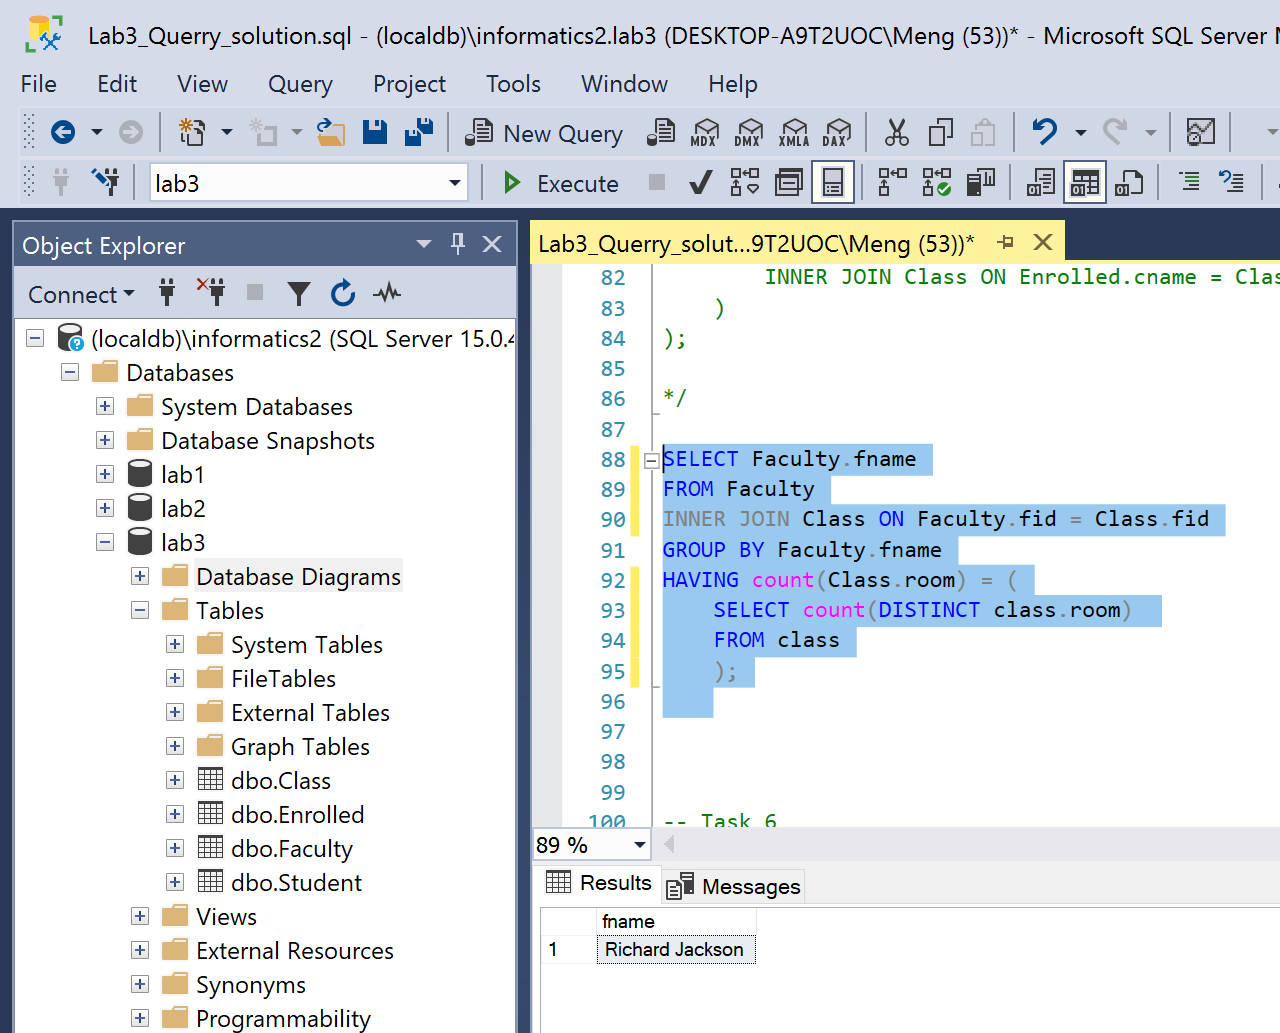 Lab3_Querry_solution.sql - (localdb)\informatics2.lab3 (DESKTOP-A9T2UOC\Meng (53))* - Microsoft SQL Server
File Edit View Query Project Tools Window Help
New Query MDX DMX XMLA DAX
lab3 Execute
Object Explorer
Connect
(localdb)\informatics2 (SQL Server 15.0.4
Databases
System Databases
Database Snapshots
lab1
lab2
lab3
Database Diagrams
Tables
System Tables
FileTables
External Tables
Graph Tables
dbo.Class
dbo.Enrolled
dbo.Faculty
dbo.Student
Views
External Resources
Synonyms
Programmability
Lab3_Querry_solut...9T2UOC\Meng (53))*
82 INNER JOIN Class ON Enrolled.cname = Clas
83 )
84 );
85
86 */
87
88 SELECT Faculty.fname
89 FROM Faculty
90 INNER JOIN Class ON Faculty.fid = Class.fid
91 GROUP BY Faculty.fname
92 HAVING count(Class.room) = (
93 SELECT count(DISTINCT class.room)
94 FROM class
95 );
96
97
98
99
100 -- Task 6
89 %
Results Messages
fname
1 Richard Jackson